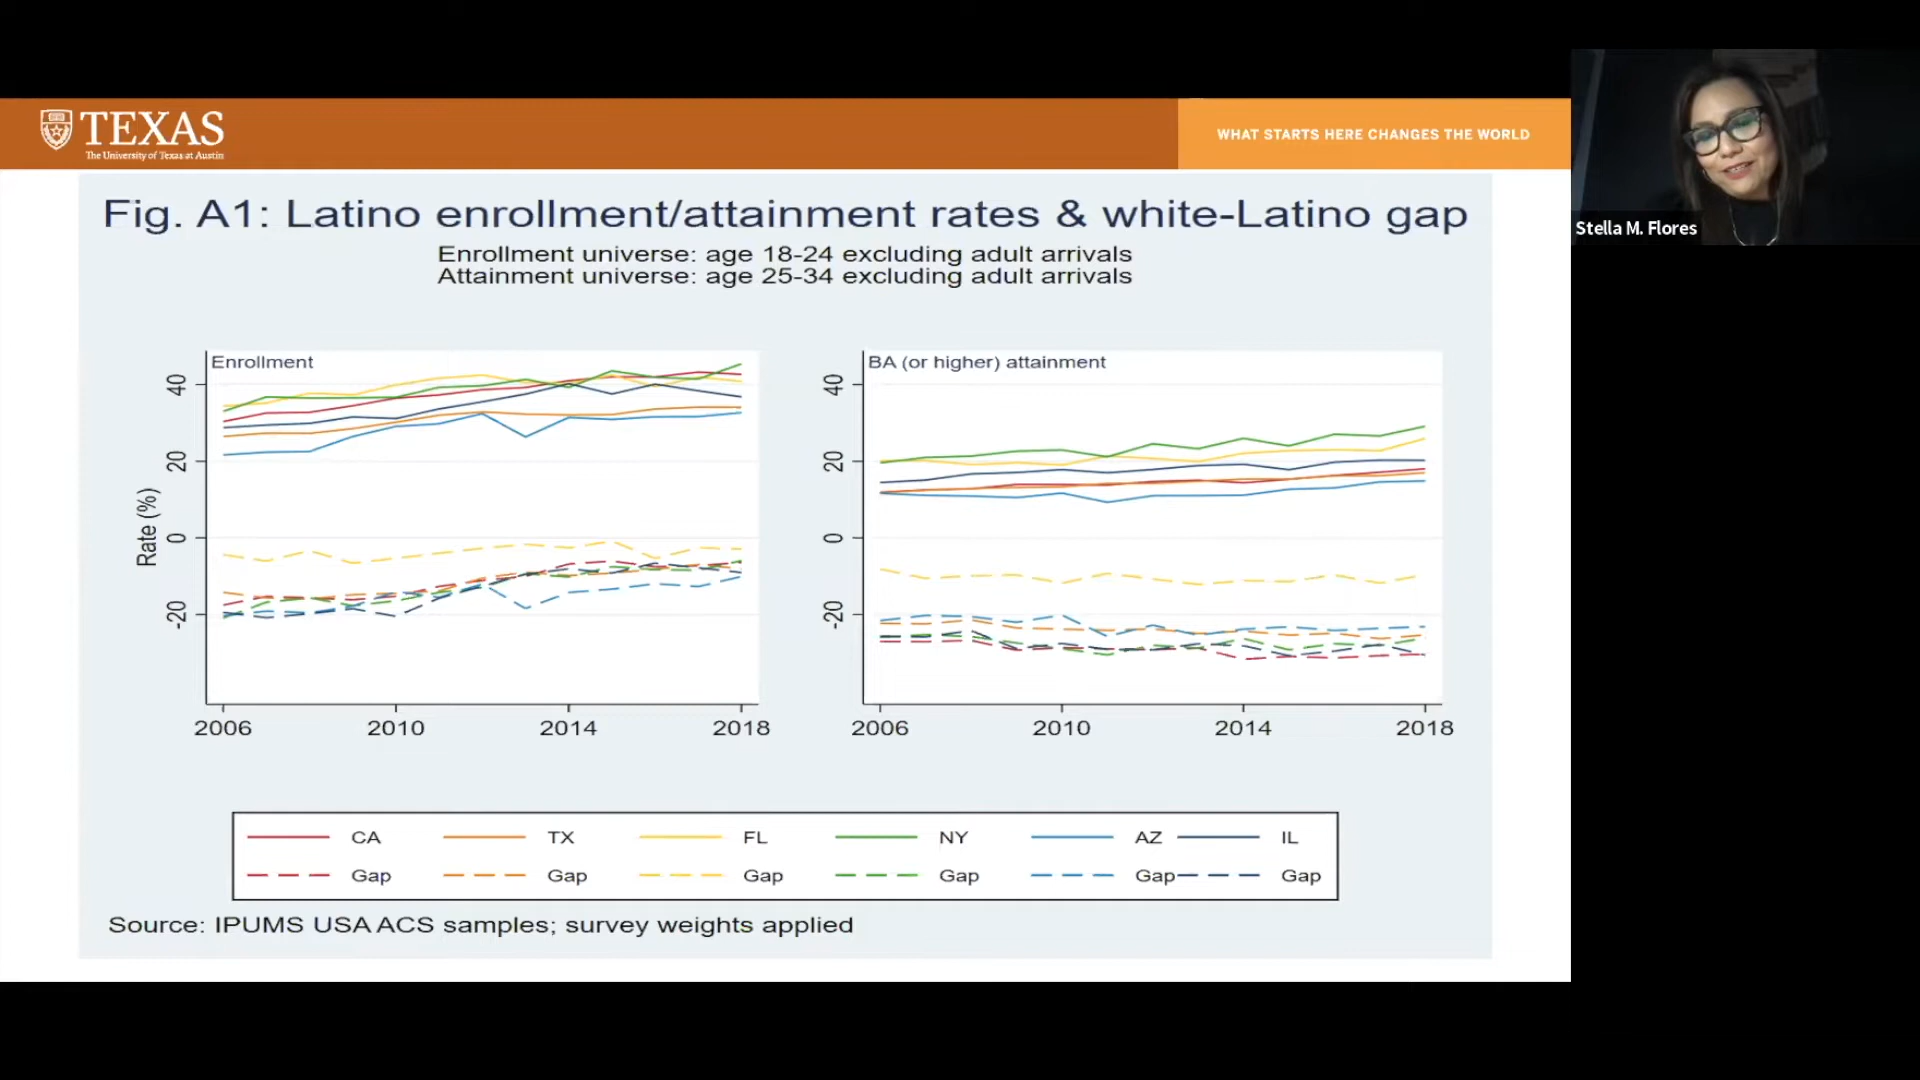 TEXAS
The University of Texas at Austin
WHAT STARTS HERE CHANGES THE WORLD
Stella M. Flores
Fig. A1: Latino enrollment/attainment rates & white-Latino gap
Enrollment universe: age 18-24 excluding adult arrivals
Attainment universe: age 25-34 excluding adult arrivals
Enrollment
Rate (%)
40
20
0
-20
2006 2010 2014 2018
BA (or higher) attainment
40
20
0
-20
2006 2010 2014 2018
CA TX FL NY AZ IL
Gap Gap Gap Gap Gap Gap
Source: IPUMS USA ACS samples; survey weights applied